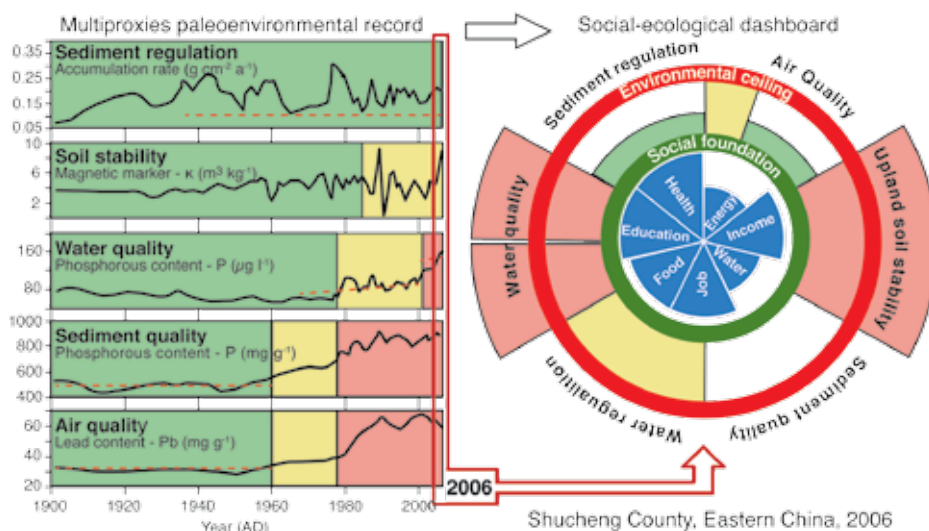 Multiproxies paleoenvironmental record
Social-ecological dashboard
Sediment regulation
Accumulation rate (g cm⁻² a⁻¹)
0.35
0.25
0.15
0.05
Soil stability
Magnetic marker - κ (m³ kg⁻¹)
10
6
2
Water quality
Phosphorous content - P (µg l⁻¹)
160
80
Sediment quality
Phosphorous content - P (mg g⁻¹)
1000
800
600
400
Air quality
Lead content - Pb (mg g⁻¹)
60
40
20
1900
1920
1940
1960
1980
2000
Year (AD)
2006
Sediment regulation
Air Quality
Environmental ceiling
Social foundation
Health
Energy
Income
Water
Job
Food
Education
Water quality
Water quality
Upland soil stability
Water regualition
Sediment quality
Shucheng County, Eastern China, 2006